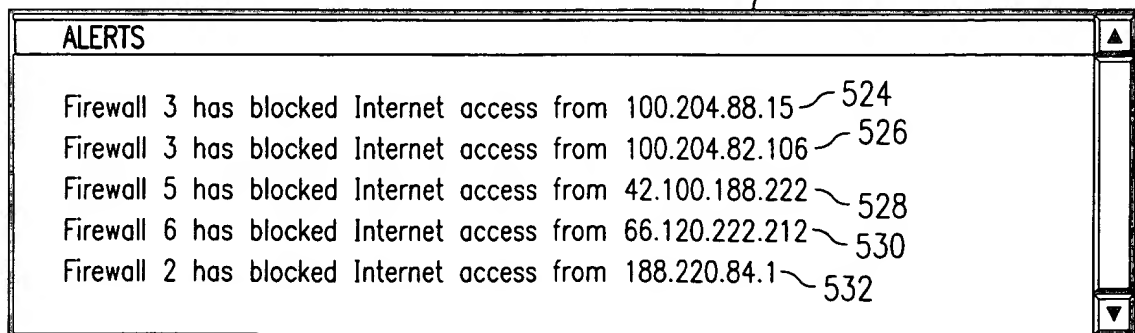 ALERTS
Firewall 3 has blocked Internet access from 100.204.88.15 524
Firewall 3 has blocked Internet access from 100.204.82.106 526
Firewall 5 has blocked Internet access from 42.100.188.222 528
Firewall 6 has blocked Internet access from 66.120.222.212 530
Firewall 2 has blocked Internet access from 188.220.84.1 532